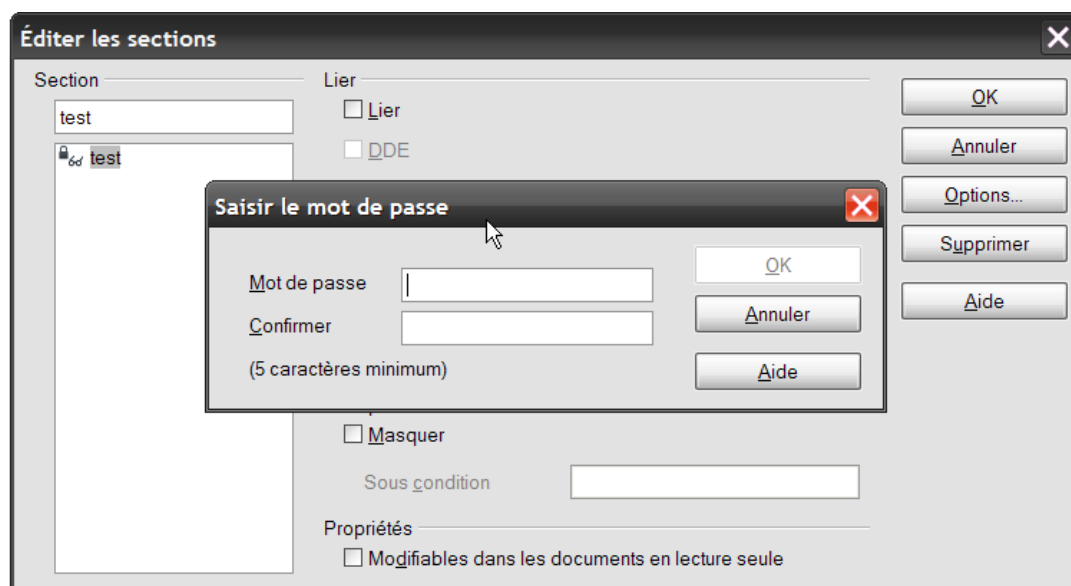 Éditer les sections
Section
test
test
Lier
Lier
DDE
OK
Annuler
Options...
Supprimer
Aide
Saisir le mot de passe
Mot de passe
Confirmer
(5 caractères minimum)
OK
Annuler
Aide
Masquer
Sous condition
Propriétés
Modifiables dans les documents en lecture seule